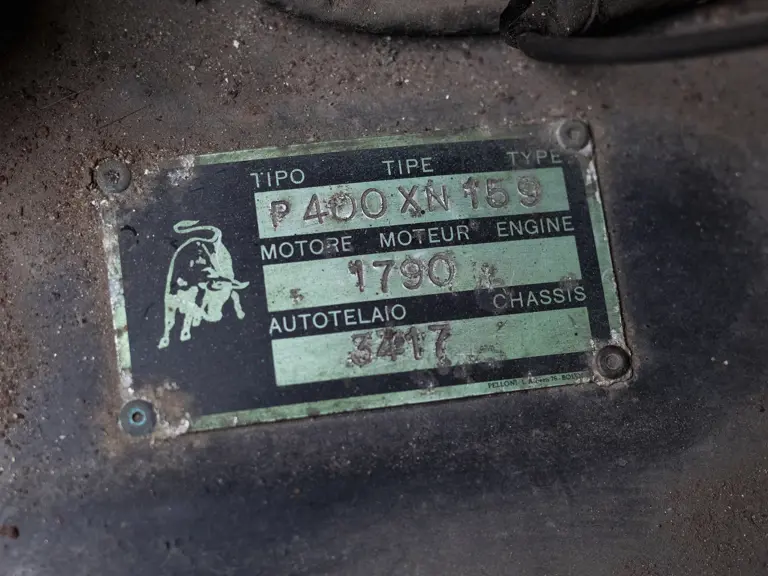 TIPO TIPE TYPE
P 400 XN 159
MOTORE MOTEUR ENGINE
1790
AUTOTELAIO CHASSIS
3417